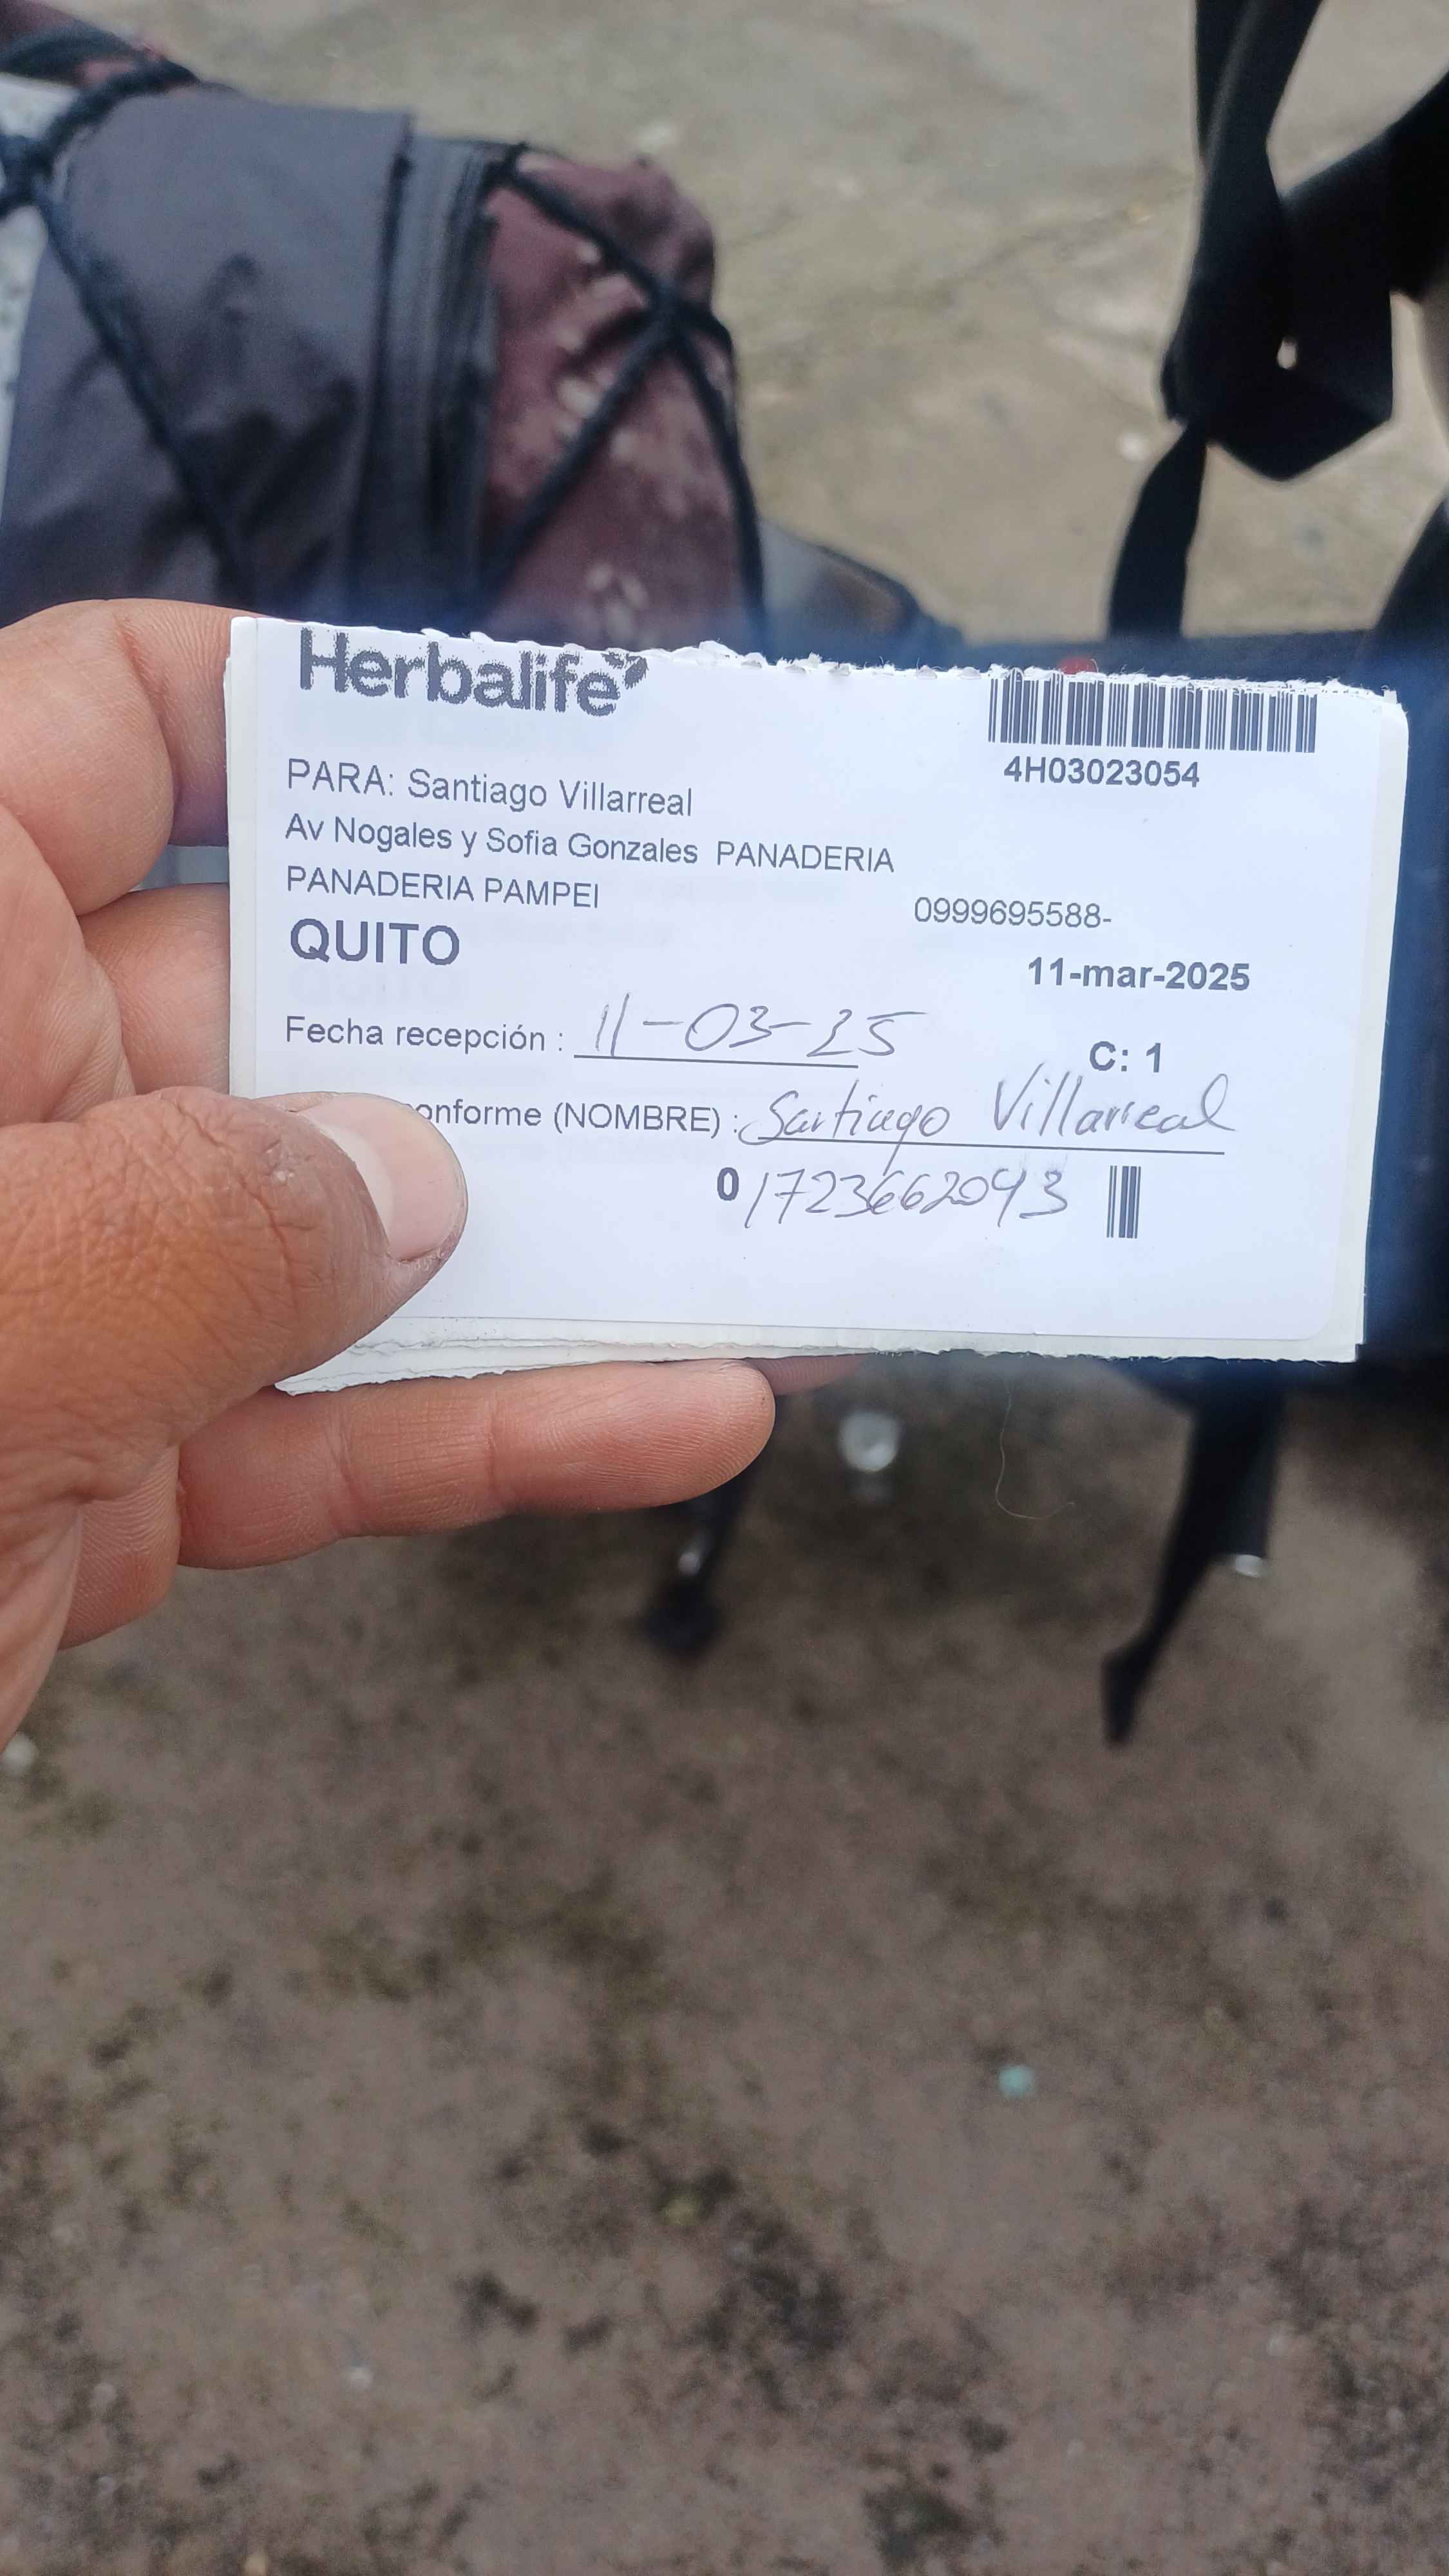 Herbalife
4H03023054
PARA: Santiago Villarreal
Av Nogales y Sofia Gonzales PANADERIA
PANADERIA PAMPEI
0999695588-
QUITO
11-mar-2025
Fecha recepción : 11-03-25
C: 1
onforme (NOMBRE) : Santiago Villarreal
0 1723662093